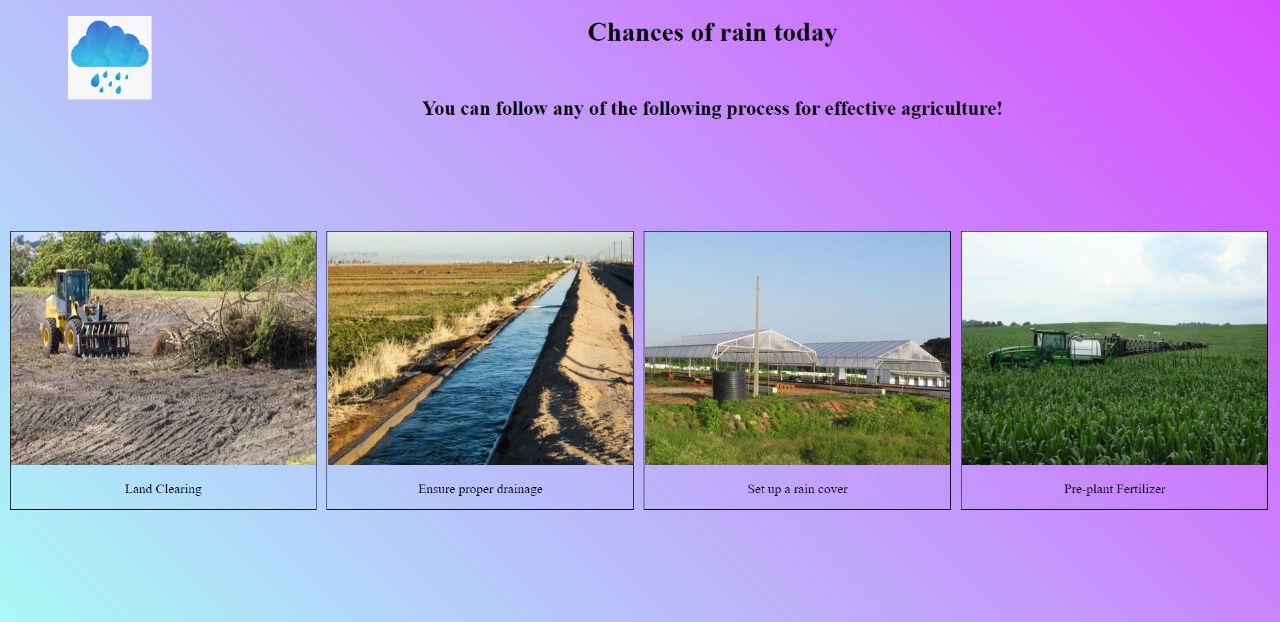 Chances of rain today
You can follow any of the following process for effective agriculture!
Land Clearing
Ensure proper drainage
Set up a rain cover
Pre-plant Fertilizer